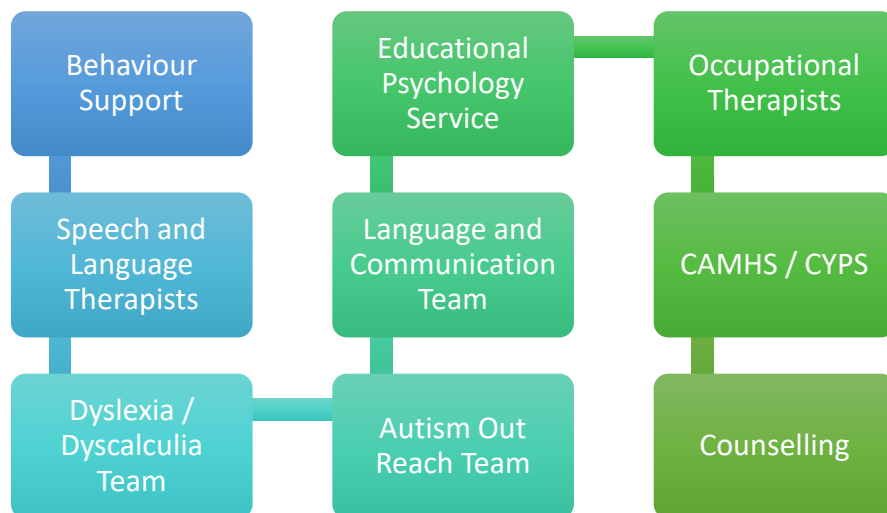 Behaviour
Support
Speech and
Language
Therapists
Dyslexia /
Dyscalculia
Team
Autism Out
Reach Team
Language and
Communication
Team
Educational
Psychology
Service
Occupational
Therapists
CAMHS / CYPS
Counselling